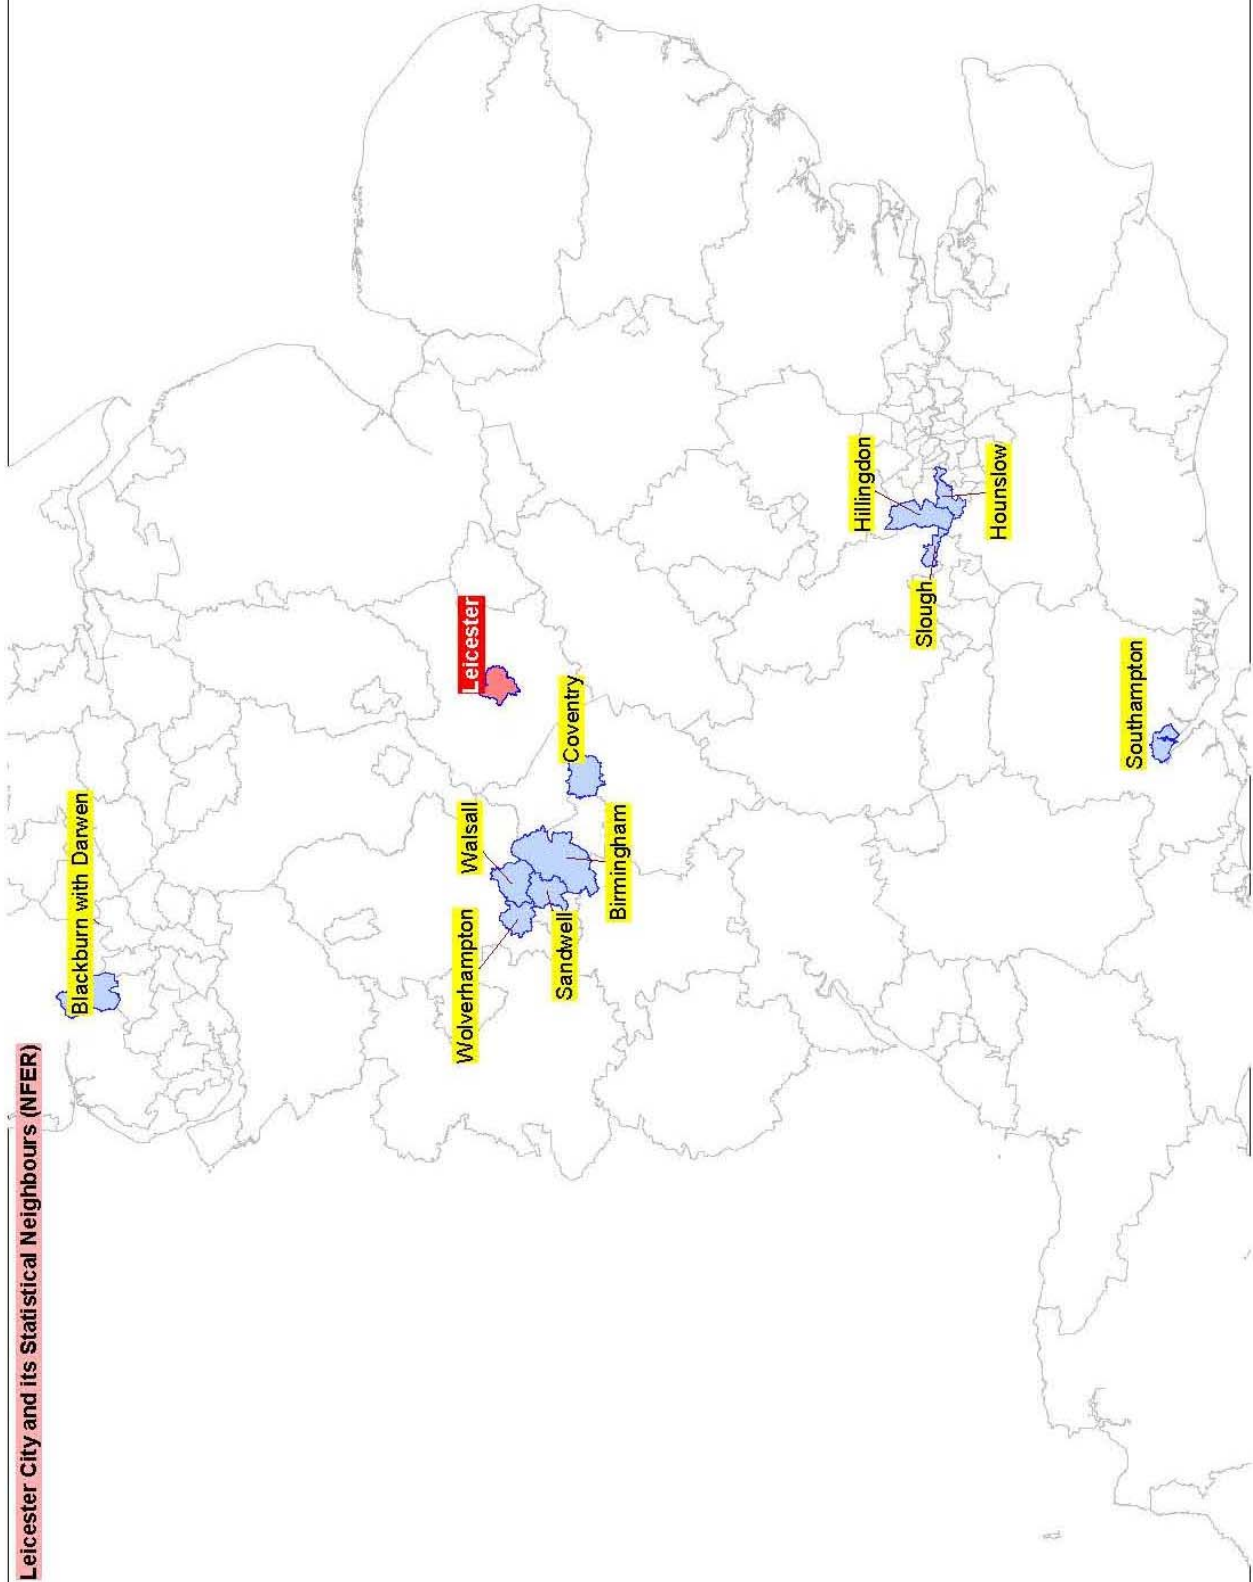 Leicester City and its Statistical Neighbours (NFER)
Blackburn with Darwen
Leicester
Walsall
Wolverhampton
Coventry
Sandwell
Birmingham
Hillingdon
Slough
Hounslow
Southampton